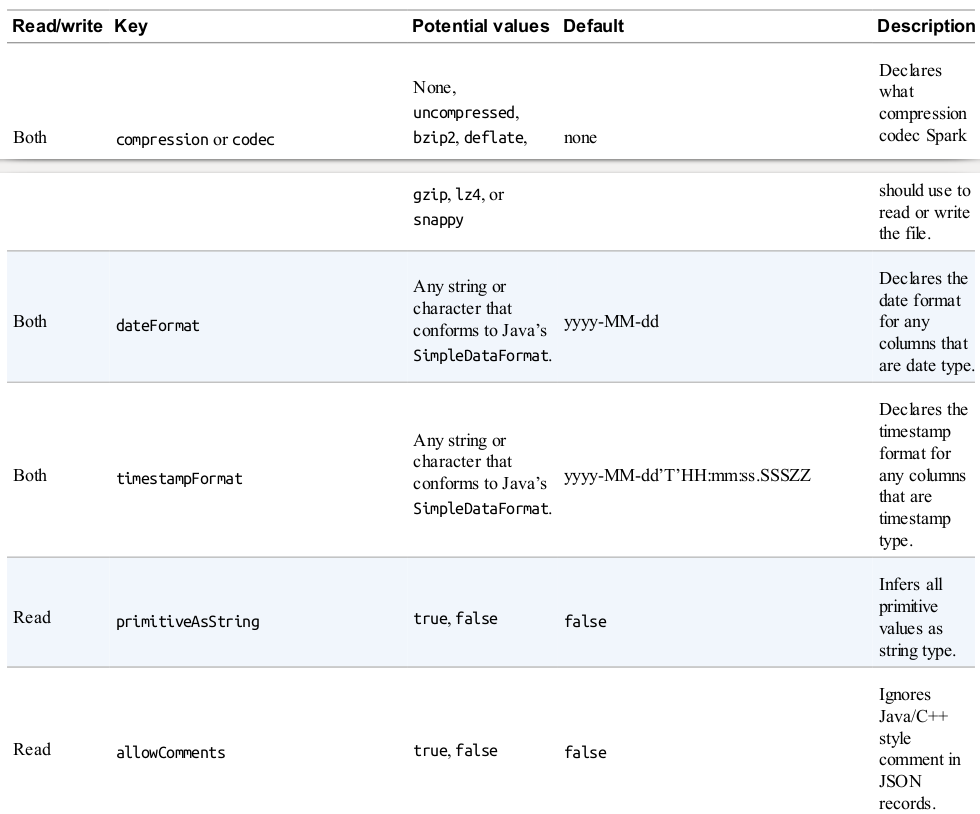 Read/write Key Potential values Default Description
Both compression or codec None, uncompressed, bzip2, deflate, none Declares what compression codec Spark
gzip, lz4, or snappy should use to read or write the file.
Both dateFormat Any string or character that conforms to Java’s SimpleDataFormat. yyyy-MM-dd Declares the date format for any columns that are date type.
Both timestampFormat Any string or character that conforms to Java’s SimpleDataFormat. yyyy-MM-dd’T’HH:mm:ss.SSSZZ Declares the timestamp format for any columns that are timestamp type.
Read primitiveAsString true, false false Infers all primitive values as string type.
Read allowComments true, false false Ignores Java/C++ style comment in JSON records.